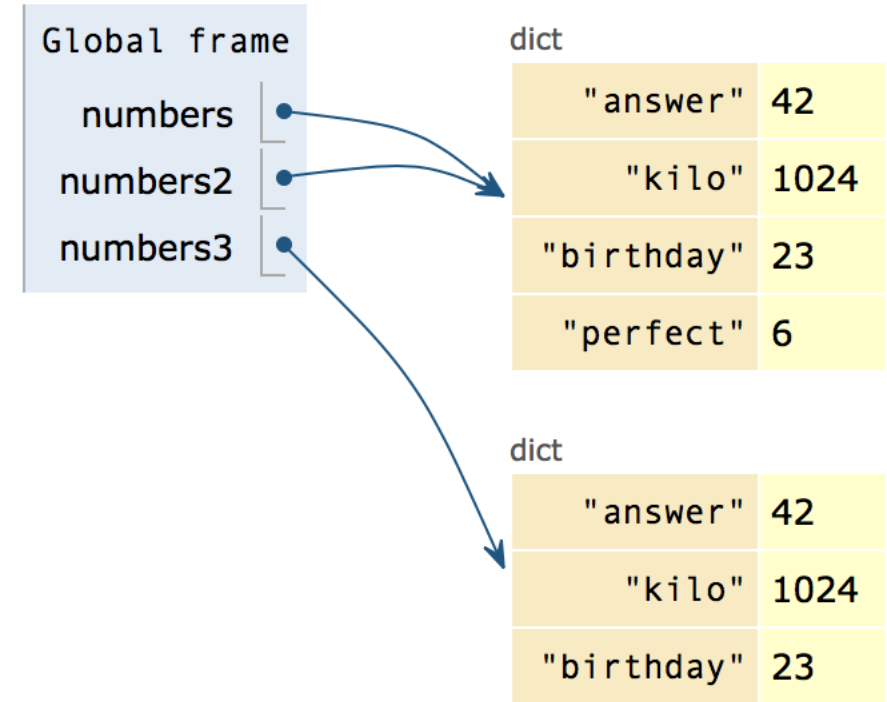 Global frame
numbers
numbers2
numbers3
dict
"answer" 42
"kilo" 1024
"birthday" 23
"perfect" 6
dict
"answer" 42
"kilo" 1024
"birthday" 23